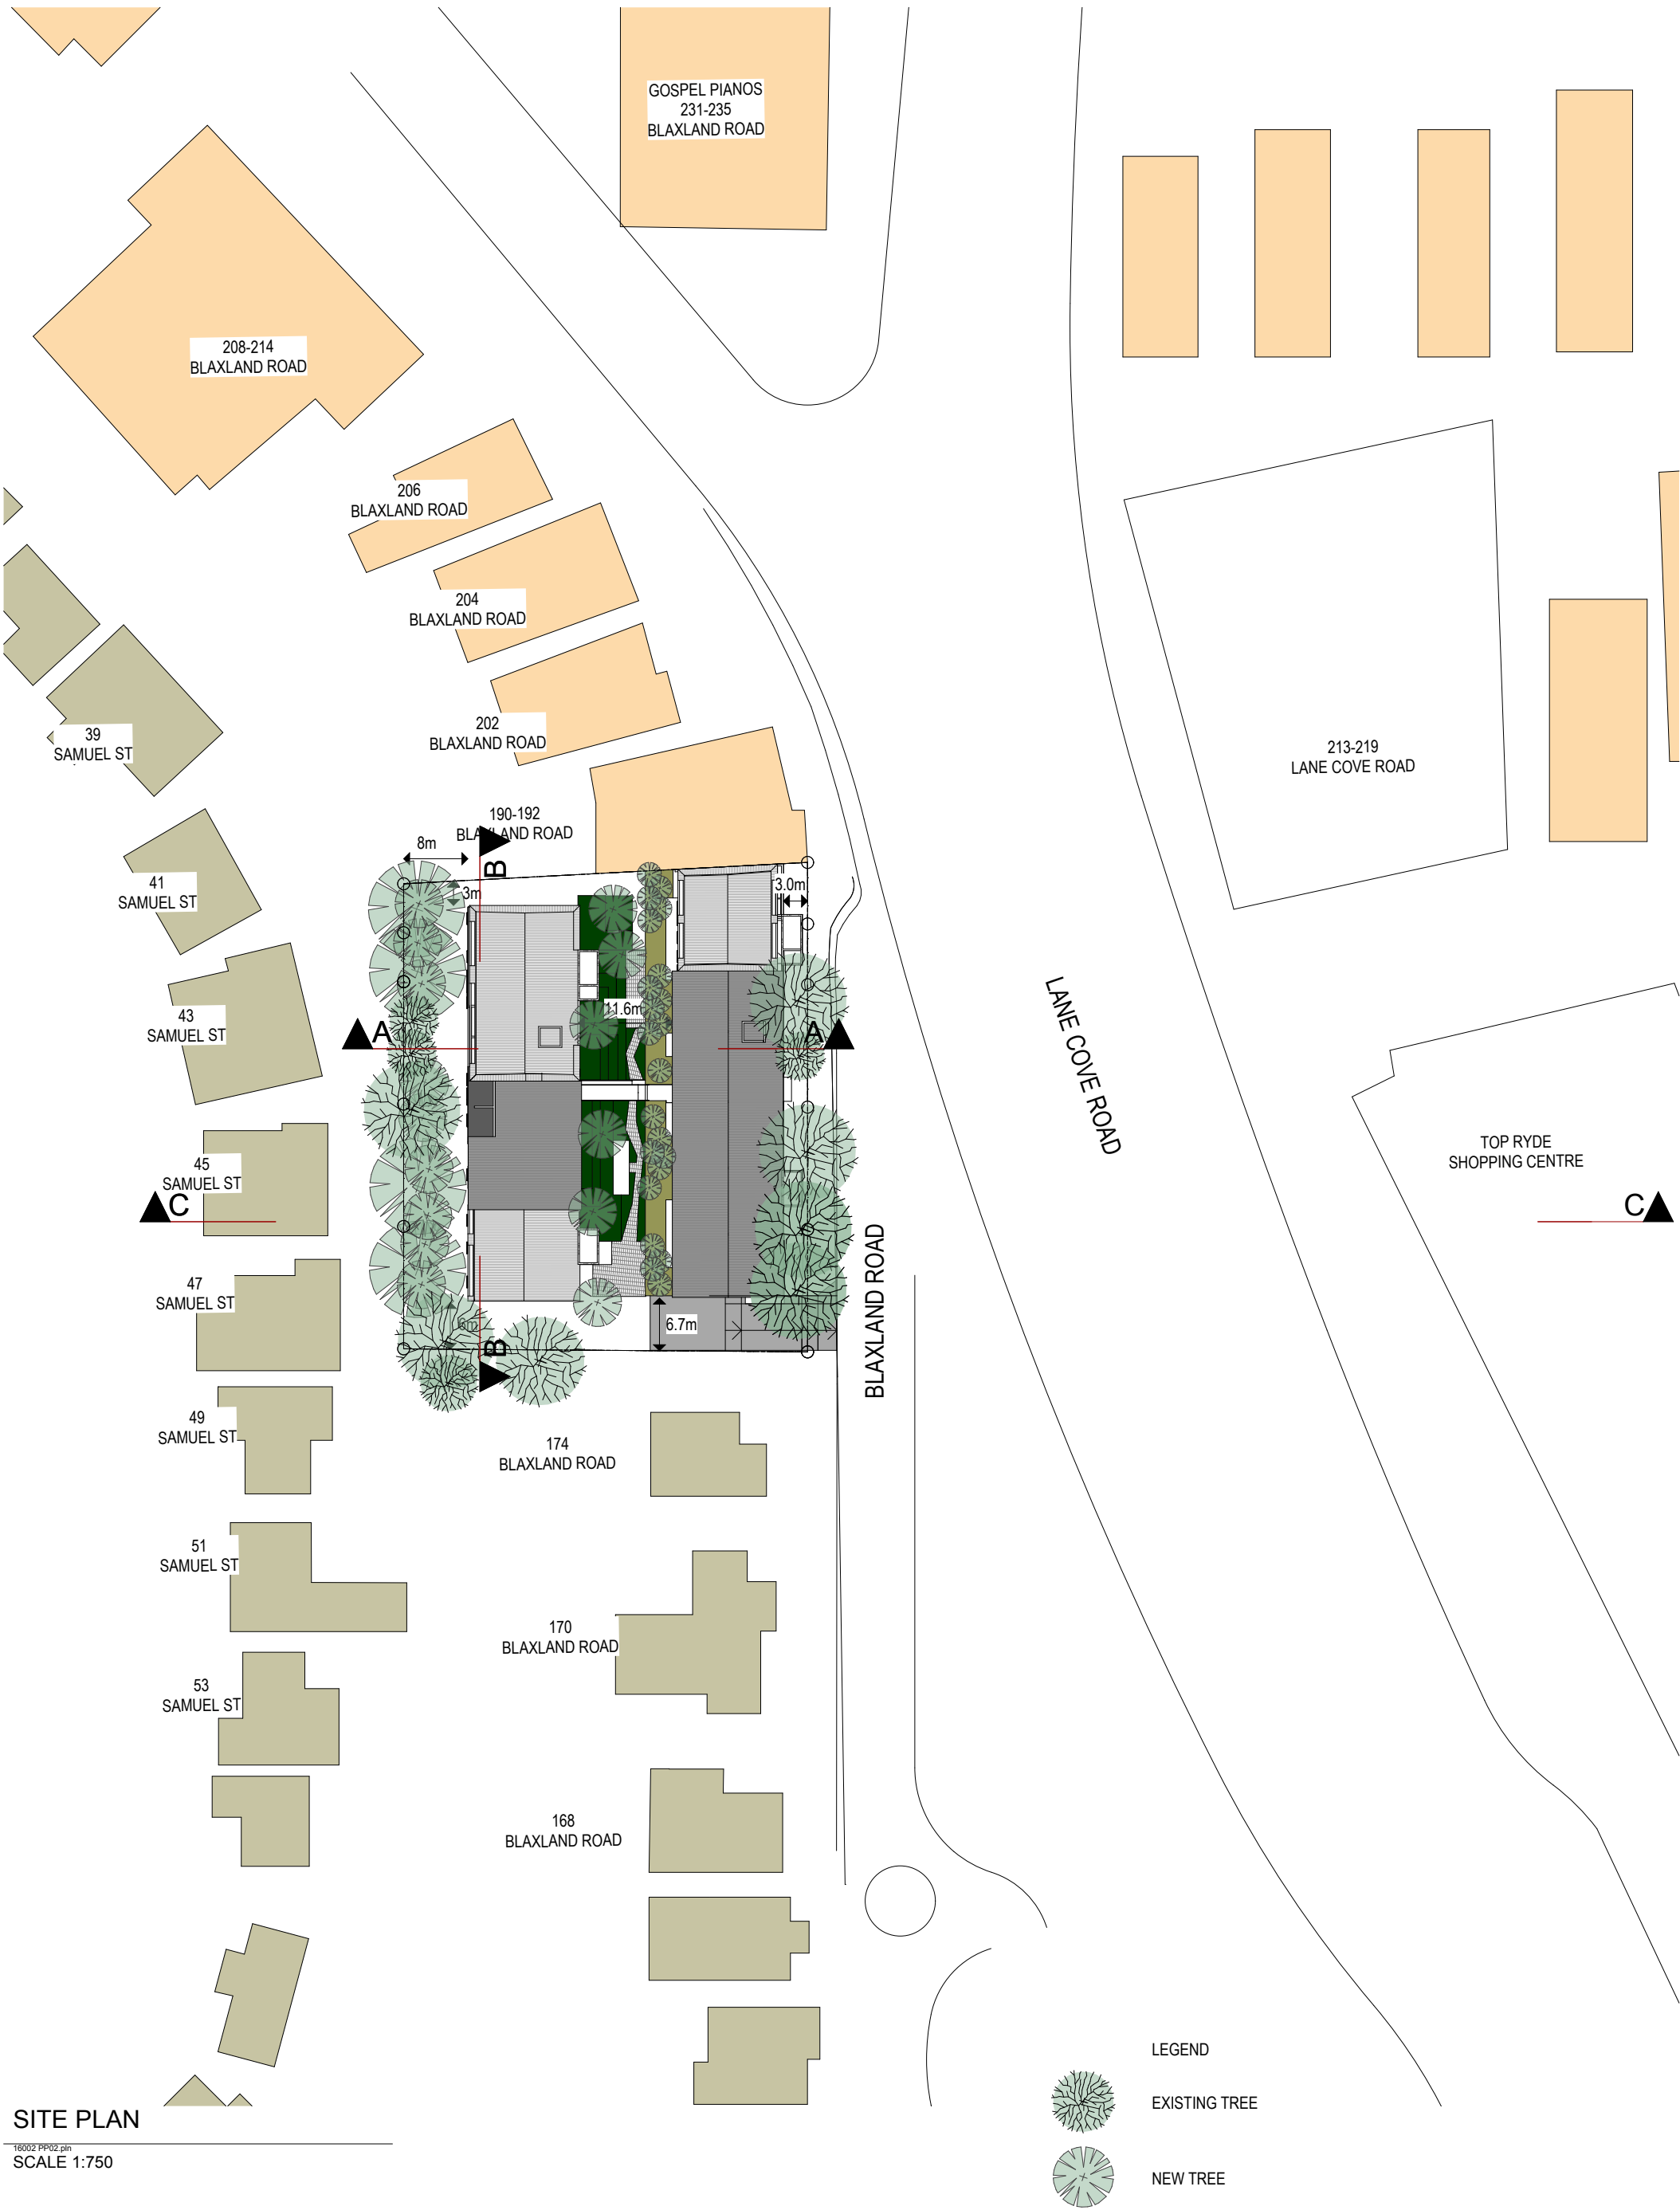 GOSPEL PIANOS
231-235
BLAXLAND ROAD
208-214
BLAXLAND ROAD
206
BLAXLAND ROAD
204
BLAXLAND ROAD
202
BLAXLAND ROAD
39
SAMUEL ST
213-219
LANE COVE ROAD
190-192
BLAXLAND ROAD
8m
B
3m
3.0m
41
SAMUEL ST
43
SAMUEL ST
11.6m
A
A
LANE COVE ROAD
TOP RYDE
SHOPPING CENTRE
45
SAMUEL ST
C
C
47
SAMUEL ST
BLAXLAND ROAD
6m
6.7m
B
49
SAMUEL ST
174
BLAXLAND ROAD
51
SAMUEL ST
170
BLAXLAND ROAD
53
SAMUEL ST
168
BLAXLAND ROAD
LEGEND
EXISTING TREE
NEW TREE
SITE PLAN
16002 PP02.pln
SCALE 1:750